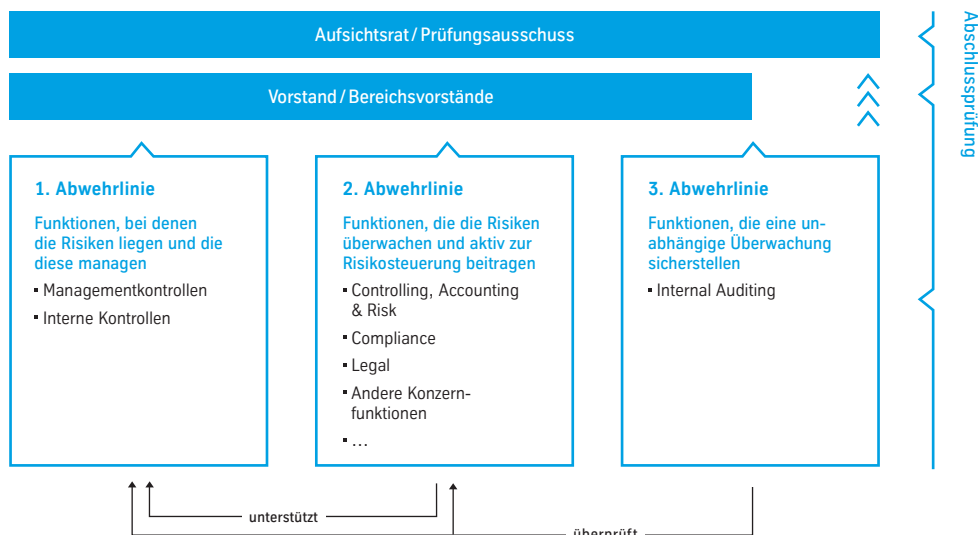 Aufsichtsrat / Prüfungsausschuss
Vorstand / Bereichsvorstände
Abschlussprüfung
1. Abwehrlinie
Funktionen, bei denen
die Risiken liegen und die
diese managen
▪ Managementkontrollen
▪ Interne Kontrollen
2. Abwehrlinie
Funktionen, die die Risiken
überwachen und aktiv zur
Risikosteuerung beitragen
▪ Controlling, Accounting
& Risk
▪ Compliance
▪ Legal
▪ Andere Konzern-
funktionen
▪ …
3. Abwehrlinie
Funktionen, die eine un-
abhängige Überwachung
sicherstellen
▪ Internal Auditing
unterstützt
überprüft